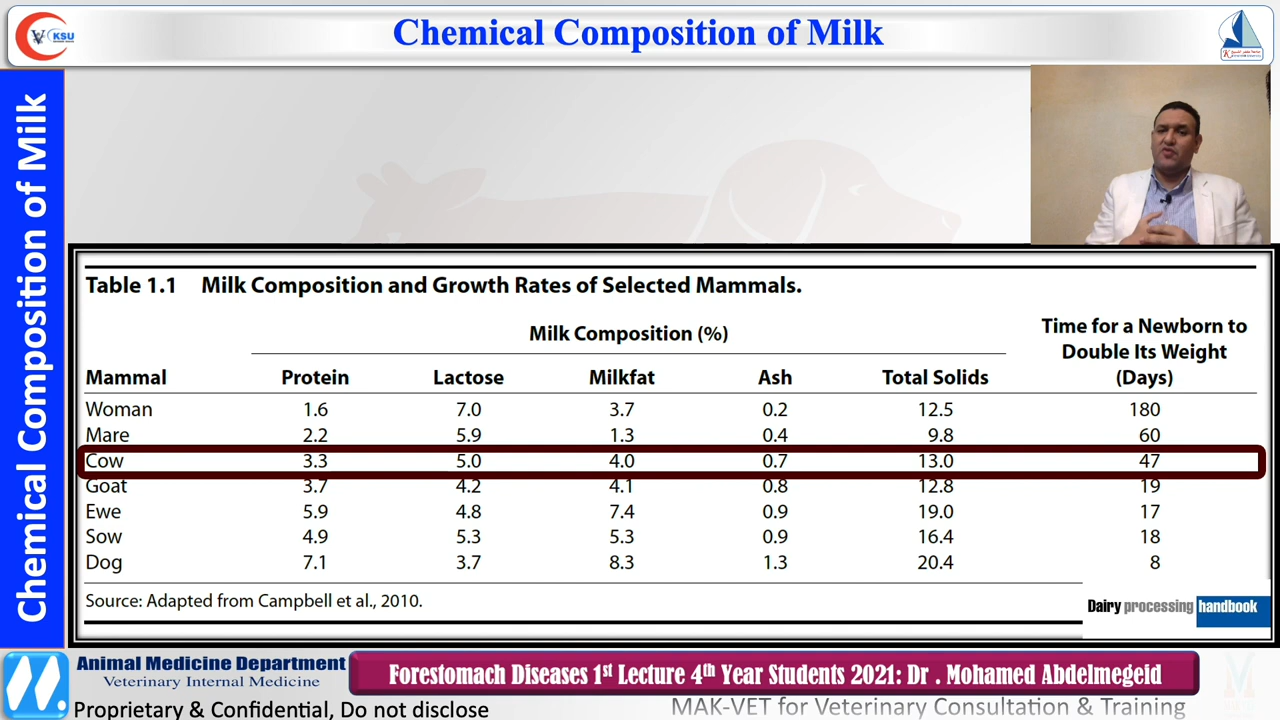 KSU
Chemical Composition of Milk
Chemical Composition of Milk
Table 1.1 Milk Composition and Growth Rates of Selected Mammals.
Milk Composition (%)
Time for a Newborn to
Double Its Weight
(Days)
Mammal Protein Lactose Milkfat Ash Total Solids
Woman 1.6 7.0 3.7 0.2 12.5 180
Mare 2.2 5.9 1.3 0.4 9.8 60
Cow 3.3 5.0 4.0 0.7 13.0 47
Goat 3.7 4.2 4.1 0.8 12.8 19
Ewe 5.9 4.8 7.4 0.9 19.0 17
Sow 4.9 5.3 5.3 0.9 16.4 18
Dog 7.1 3.7 8.3 1.3 20.4 8
Source: Adapted from Campbell et al., 2010.
Dairy processing handbook
Animal Medicine Department
Veterinary Internal Medicine
Forestomach Diseases 1st Lecture 4th Year Students 2021: Dr . Mohamed Abdelmegeid
Proprietary & Confidential, Do not disclose
MAK-VET for Veterinary Consultation & Training